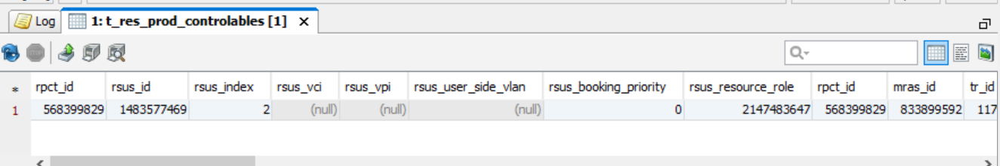 Log 1: t_res_prod_controlables [1] x
* rpct_id rsus_id rsus_index rsus_vci rsus_vpi rsus_user_side_vlan rsus_booking_priority rsus_resource_role rpct_id mras_id tr_id
1 568399829 1483577469 2 (null) (null) (null) 0 2147483647 568399829 833899592 117